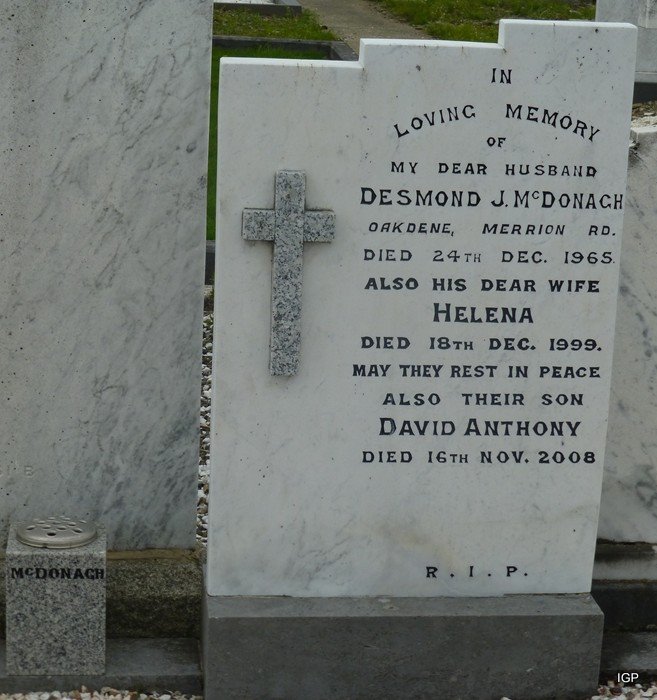 IN
LOVING MEMORY
OF
MY DEAR HUSBAND
DESMOND J. McDONAGH
OAKDENE, MERRION RD.
DIED 24TH DEC. 1965
ALSO HIS DEAR WIFE
HELENA
DIED 18TH DEC. 1999.
MAY THEY REST IN PEACE
ALSO THEIR SON
DAVID ANTHONY
DIED 16TH NOV. 2008
R. I. P.
McDONAGH
IGP